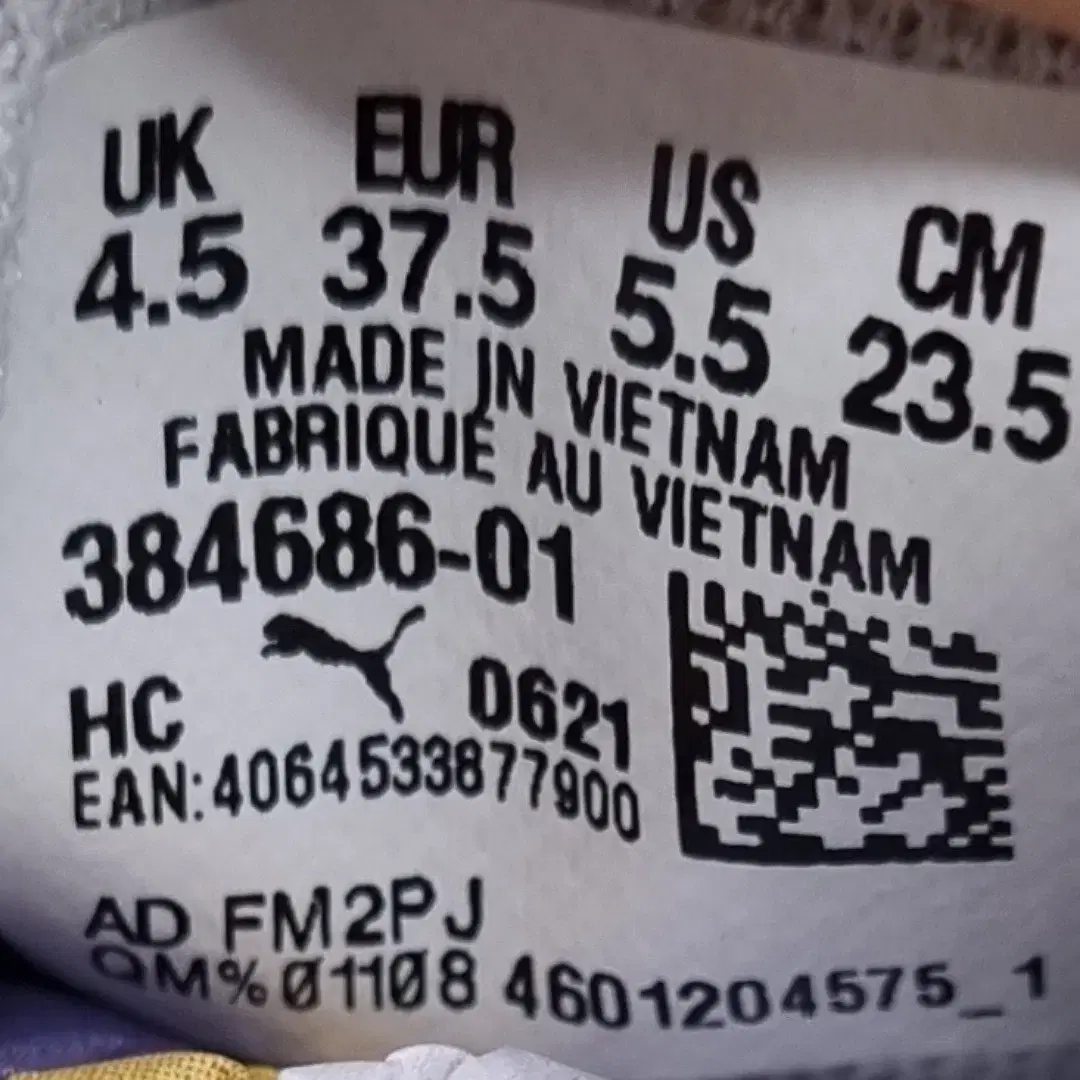 UK EUR US CM
4.5 37.5 5.5 23.5
MADE IN VIETNAM
FABRIQUÉ AU VIETNAM
384686-01
HC 0621
EAN:4064533877900
AD FM2PJ
QM%01108 4601204575_1